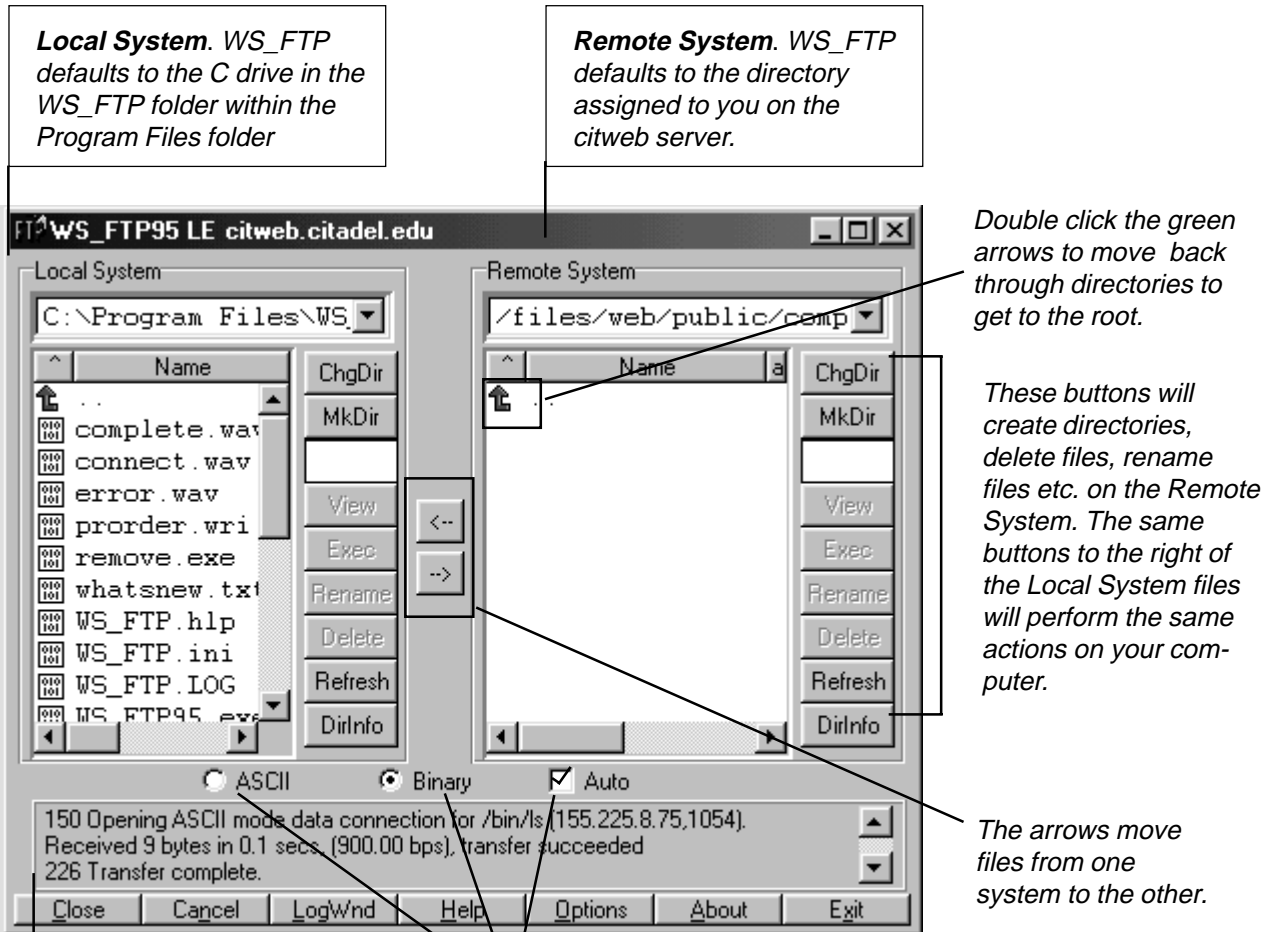 Local System. WS_FTP
defaults to the C drive in the
WS_FTP folder within the
Program Files folder
Remote System. WS_FTP
defaults to the directory
assigned to you on the
citweb server.
WS_FTP95 LE citweb.citadel.edu
Local System
C:\Program Files\WS_
^ Name
..
complete.wav
connect.wav
error.wav
prorder.wri
remove.exe
whatsnew.txt
WS_FTP.hlp
WS_FTP.ini
WS_FTP.LOG
WS_FTP95.exe
ChgDir
MkDir
View
Exec
Rename
Delete
Refresh
DirInfo
<--
-->
Remote System
/files/web/public/comp
^ Name a
..
ChgDir
MkDir
View
Exec
Rename
Delete
Refresh
DirInfo
Double click the green
arrows to move back
through directories to
get to the root.
These buttons will
create directories,
delete files, rename
files etc. on the Remote
System. The same
buttons to the right of
the Local System files
will perform the same
actions on your com-
puter.
ASCII Binary Auto
150 Opening ASCII mode data connection for /bin/ls (155.225.8.75,1054).
Received 9 bytes in 0.1 secs, (900.00 bps), transfer succeeded
226 Transfer complete.
The arrows move
files from one
system to the other.
Close Cancel LogWnd Help Options About Exit